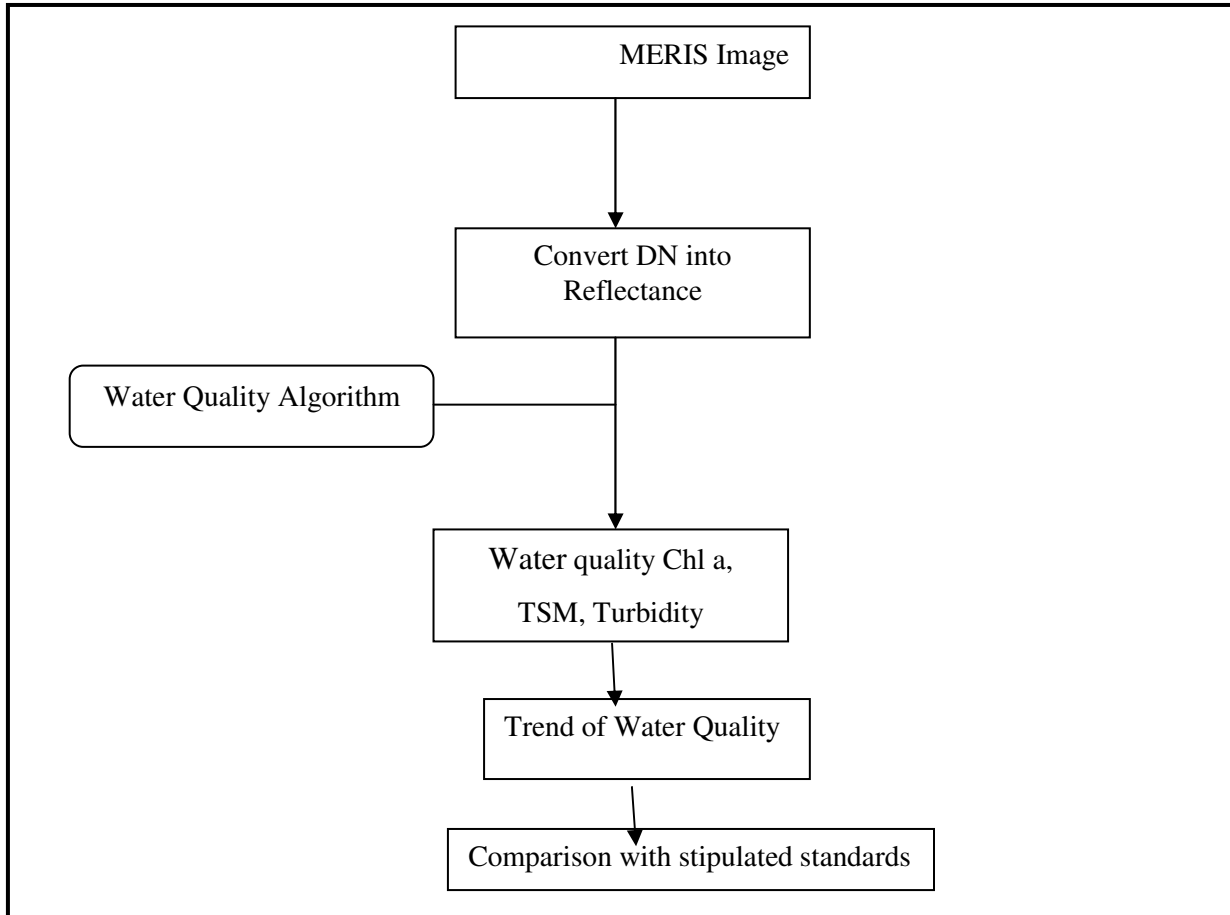 MERIS Image
Convert DN into
Reflectance
Water Quality Algorithm
Water quality Chl a,
TSM, Turbidity
Trend of Water Quality
Comparison with stipulated standards